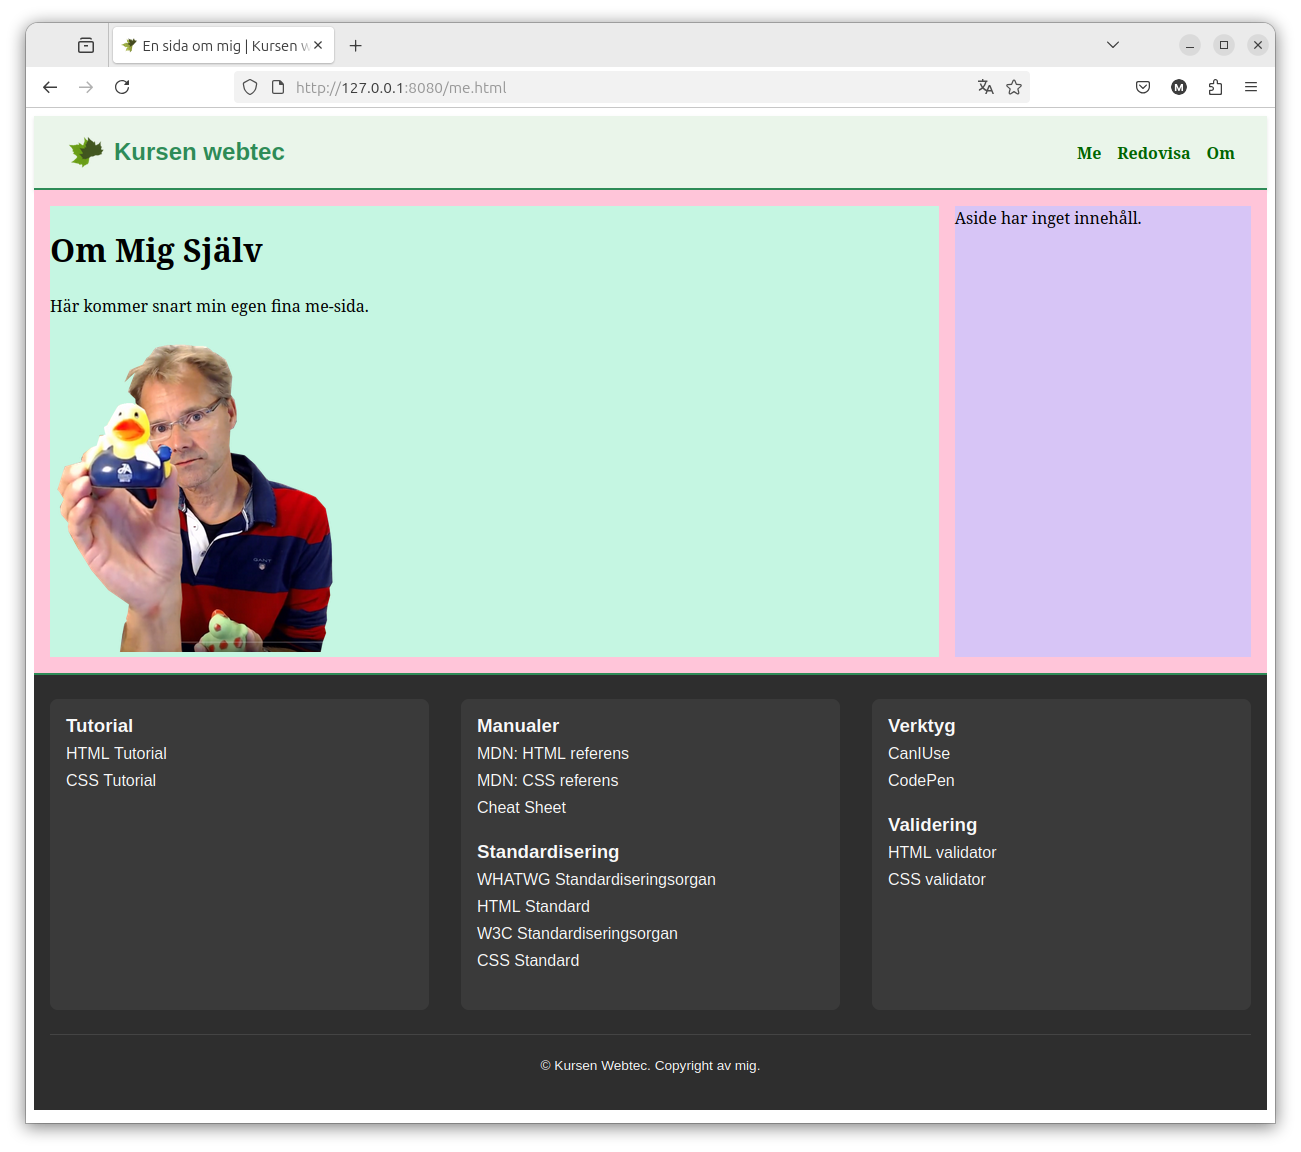 En sida om mig | Kursen w
http://127.0.0.1:8080/me.html
M
Kursen webtec
Me Redovisa Om
Om Mig Själv
Aside har inget innehåll.
Här kommer snart min egen fina me-sida.
GANT
Tutorial
HTML Tutorial
CSS Tutorial
Manualer
MDN: HTML referens
MDN: CSS referens
Cheat Sheet
Standardisering
WHATWG Standardiseringsorgan
HTML Standard
W3C Standardiseringsorgan
CSS Standard
Verktyg
CanIUse
CodePen
Validering
HTML validator
CSS validator
© Kursen Webtec. Copyright av mig.